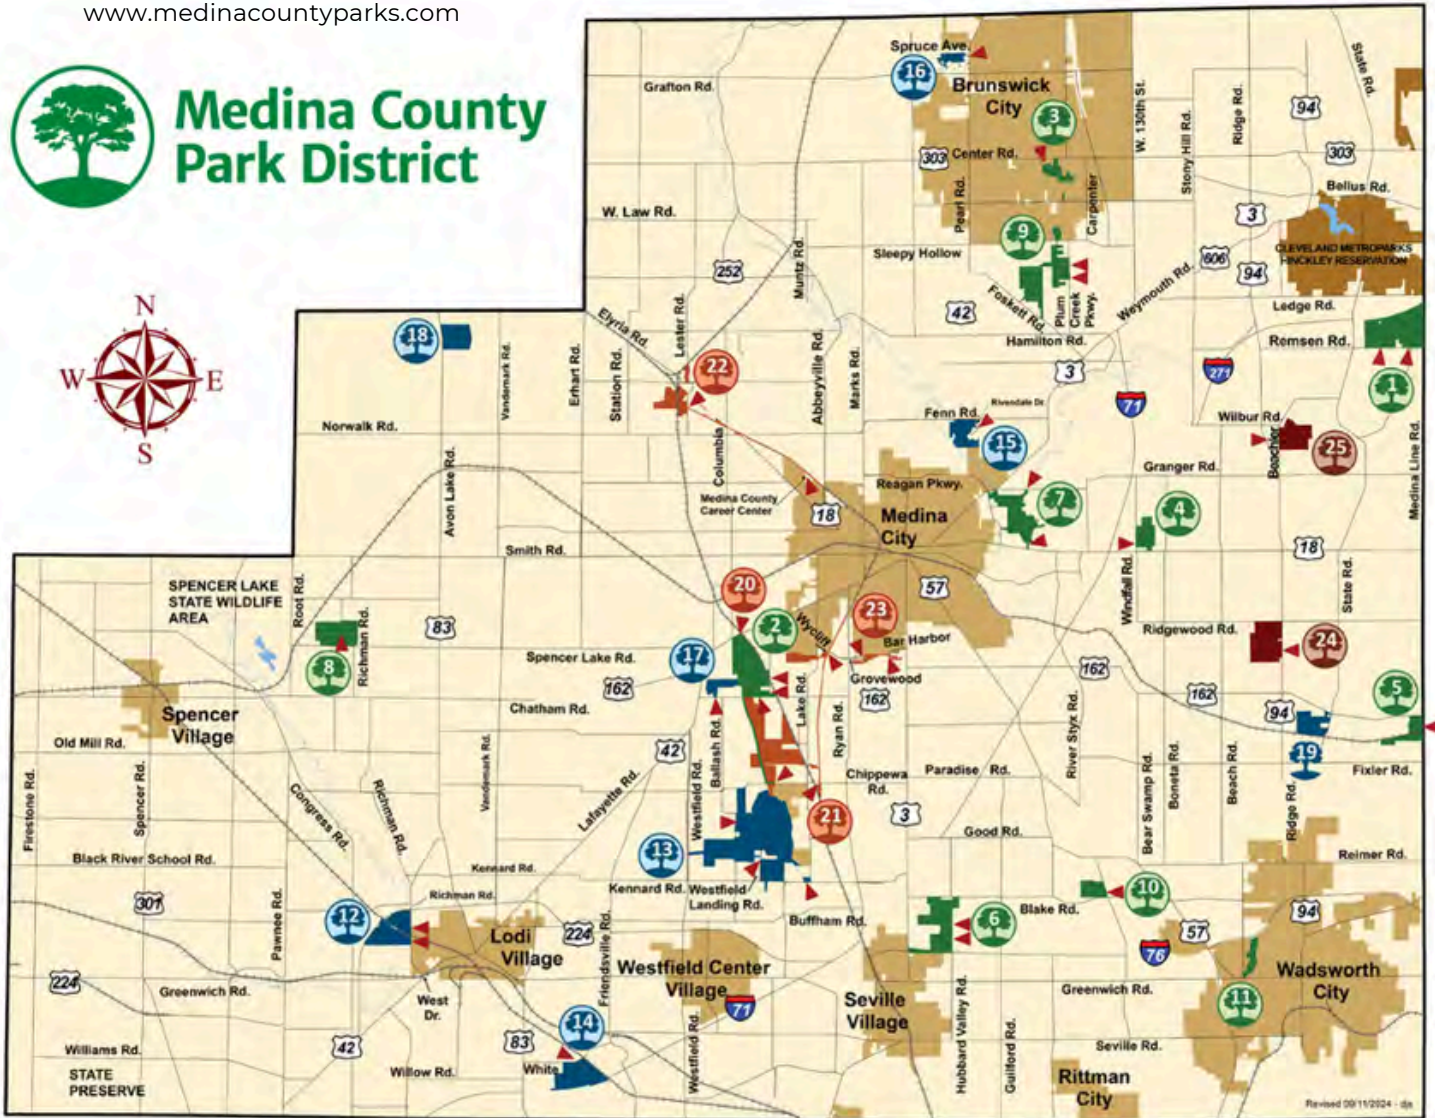 www.medinacountyparks.com
Medina County
Park District
N
W
E
S
Spruce Ave.
16
Brunswick
City
Grafton Rd.
3
303
Center Rd.
W. 130th St.
Stony Hill Rd.
Ridge Rd.
94
State Rd.
303
Bellus Rd.
W. Law Rd.
Pearl Rd.
Carpenter
3
9
Sleepy Hollow
252
Muntz Rd.
606
94
CLEVELAND METROPARKS
HINCKLEY RESERVATION
Foskett Rd.
Plum
Creek
Pkwy.
Weymouth Rd.
42
Ledge Rd.
Remsen Rd.
Hamilton Rd.
18
Elyria Rd.
Lester Rd.
Vandemark Rd.
Erhart Rd.
Station Rd.
22
Abbeyville Rd.
Marks Rd.
3
271
71
1
Rivendale Dr.
Fenn Rd.
15
Wilbur Rd.
Beachler
25
Medina Line Rd.
Norwalk Rd.
Avon Lake Rd.
Columbia
Granger Rd.
Reagan Pkwy.
Medina County
Career Center
18
Medina
City
7
4
18
Smith Rd.
Windfall Rd.
State Rd.
SPENCER LAKE
STATE WILDLIFE
AREA
Root Rd.
Richman Rd.
83
8
20
2
57
23
Wycliff
Bar Harbor
Ridgewood Rd.
24
Spencer Lake Rd.
17
162
Grovewood
162
162
162
5
Chatham Rd.
Lake Rd.
Ryan Rd.
River Styx Rd.
94
19
Spencer
Village
Old Mill Rd.
Vandemark Rd.
42
Ballash Rd.
Westfield Rd.
Chippewa
Rd.
Paradise Rd.
Bear Swamp Rd.
Boneta Rd.
Beach Rd.
Ridge Rd.
Fixler Rd.
Firestone Rd.
Spencer Rd.
Congress Rd.
Richman Rd.
Lafayette Rd.
21
3
Good Rd.
Black River School Rd.
Kennard Rd.
13
Reimer Rd.
Richman Rd.
Kennard Rd.
Westfield
Landing Rd.
Buffham Rd.
10
301
Pawnee Rd.
12
Lodi
Village
224
Friendsville Rd.
6
Blake Rd.
57
94
76
Westfield Center
Village
71
Wadsworth
City
224
Greenwich Rd.
West
Dr.
Seville
Village
Hubbard Valley Rd.
Guilford Rd.
Greenwich Rd.
11
42
83
14
Westfield Rd.
Seville Rd.
Williams Rd.
STATE
PRESERVE
Willow Rd.
White
Rittman
City
Revised 09/11/2024 - dja